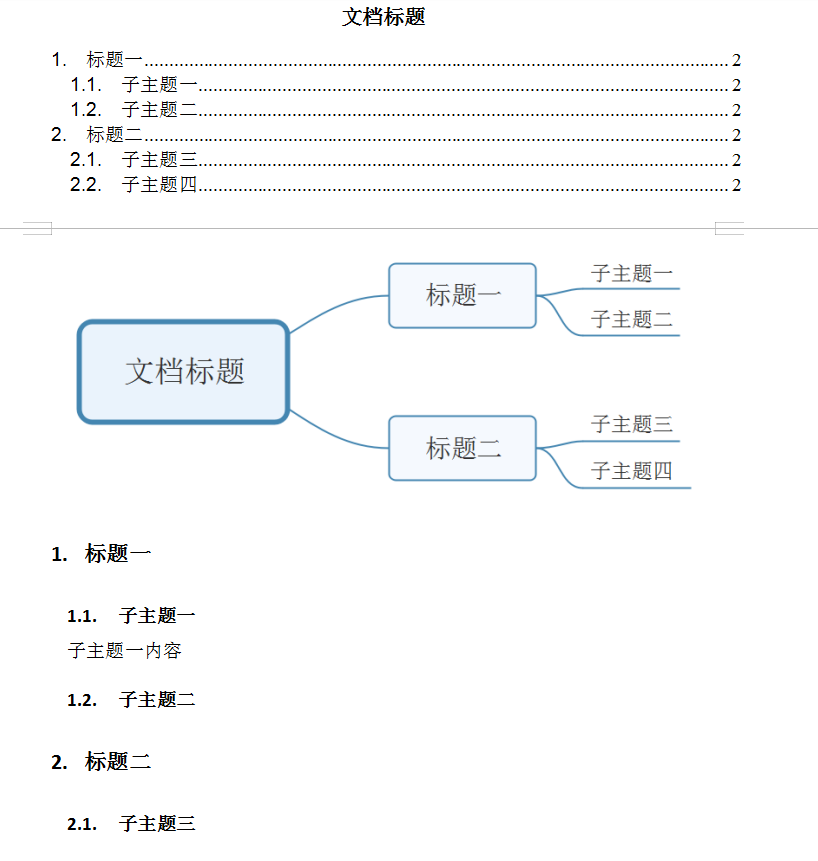 文档标题
1. 标题一........................................ 2
1.1. 子主题一........................................ 2
1.2. 子主题二........................................ 2
2. 标题二........................................ 2
2.1. 子主题三........................................ 2
2.2. 子主题四........................................ 2
文档标题
标题一
子主题一
子主题二
标题二
子主题三
子主题四
1. 标题一
1.1. 子主题一
子主题一内容
1.2. 子主题二
2. 标题二
2.1. 子主题三